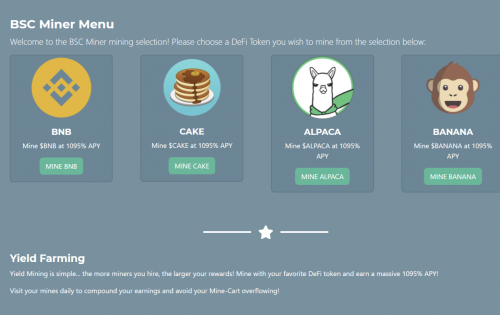 BSC Miner Menu
Welcome to the BSC Miner mining selection! Please choose a DeFi Token you wish to mine from the selection below:
BNB
Mine $BNB at 1095% APY
MINE BNB
CAKE
Mine $CAKE at 1095% APY
MINE CAKE
ALPACA
Mine $ALPACA at 1095%
APY
MINE ALPACA
BANANA
Mine $BANANA at 1095%
APY
MINE BANANA
Yield Farming
Yield Mining is simple... the more miners you hire, the larger your rewards! Mine with your favorite DeFi token and earn a massive 1095% APY!
Visit your mines daily to compound your earnings and avoid your Mine-Cart overflowing!